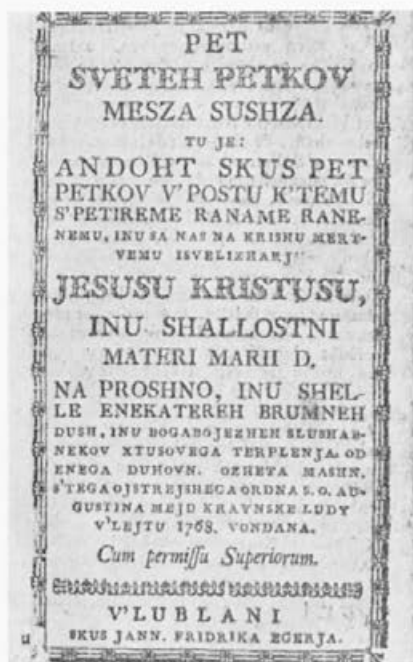 PET
SVETEH PETKOV
MESZA SUSHZA.
TU JE:
ANDOHT SKUS PET
PETKOV V'POSTU K'TEMU
S'PETIREME RANAME RANE-
NEMU, INU SA NAS NA KRISHU MERT-
VEMU ISVELIZHARJ'
JESUSU KRISTUSU,
INU SHALLOSTNI
MATERI MARII D.
NA PROSHNO, INU SHEL-
LE ENEKATEREH BRUMNEH
DUSH, INU BOGABOJEZHEH SLUSHAB-
NEKOV XTUSOVEGA TERPLENJA. OD
ENEGA DUHOVN. OZHETA MASHN.
S'TEGA OJSTREJSHEGA ORDNA S. O. AU-
GUSTINA MEJD KRAYNSKE LUDY
V'LEJTU 1768. VONDANA.
Cum permiſſu Superiorum.
V'LUBLANI
SKUS JANN. FRIDRIKA EGERJA.